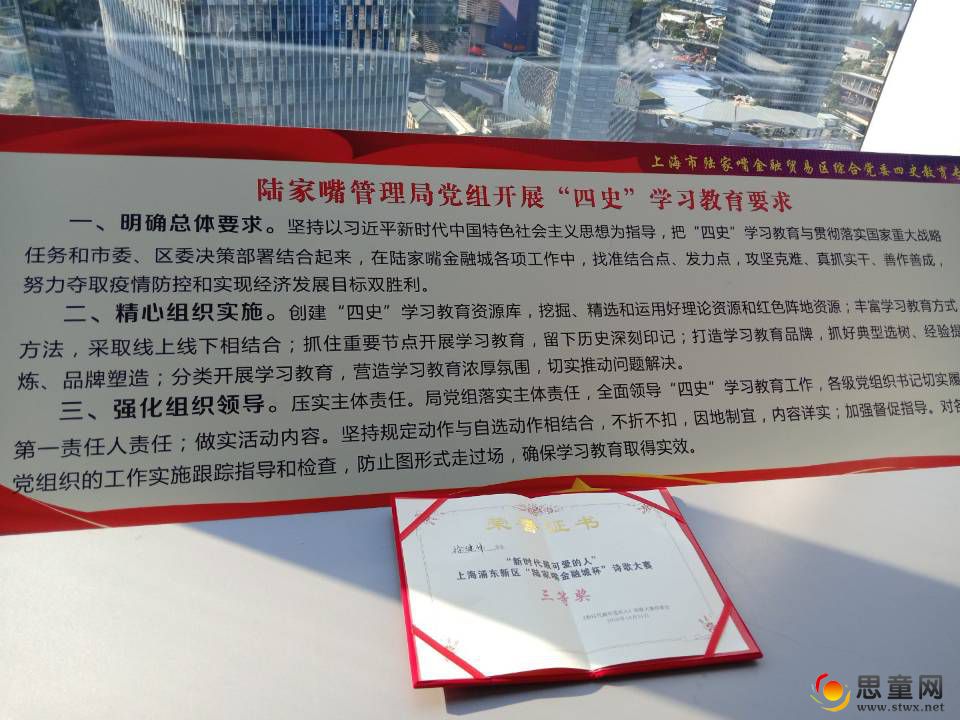 上海市陆家嘴金融贸易区综合党委四史教育专
陆家嘴管理局党组开展“四史”学习教育要求
一、明确总体要求。坚持以习近平新时代中国特色社会主义思想为指导，把“四史”学习教育与贯彻落实国家重大战略
任务和市委、区委决策部署结合起来，在陆家嘴金融城各项工作中，找准结合点、发力点，攻坚克难、真抓实干、善作善成，
努力夺取疫情防控和实现经济发展目标双胜利。
二、精心组织实施。创建“四史”学习教育资源库，挖掘、精选和运用好理论资源和红色阵地资源；丰富学习教育方式
方法，采取线上线下相结合；抓住重要节点开展学习教育，留下历史深刻印记；打造学习教育品牌，抓好典型选树、经验提
炼、品牌塑造；分类开展学习教育，营造学习教育浓厚氛围，切实推动问题解决。
三、强化组织领导。压实主体责任。局党组落实主体责任，全面领导“四史”学习教育工作，各级党组织书记切实履
第一责任人责任；做实活动内容。坚持规定动作与自选动作相结合，不折不扣，因地制宜，内容详实；加强督促指导。对各
党组织的工作实施跟踪指导和检查，防止图形式走过场，确保学习教育取得实效。
荣誉证书
“新时代最可爱的人”
上海浦东新区“陆家嘴金融城杯”诗歌大赛
三等奖
思童网
www.stwx.net